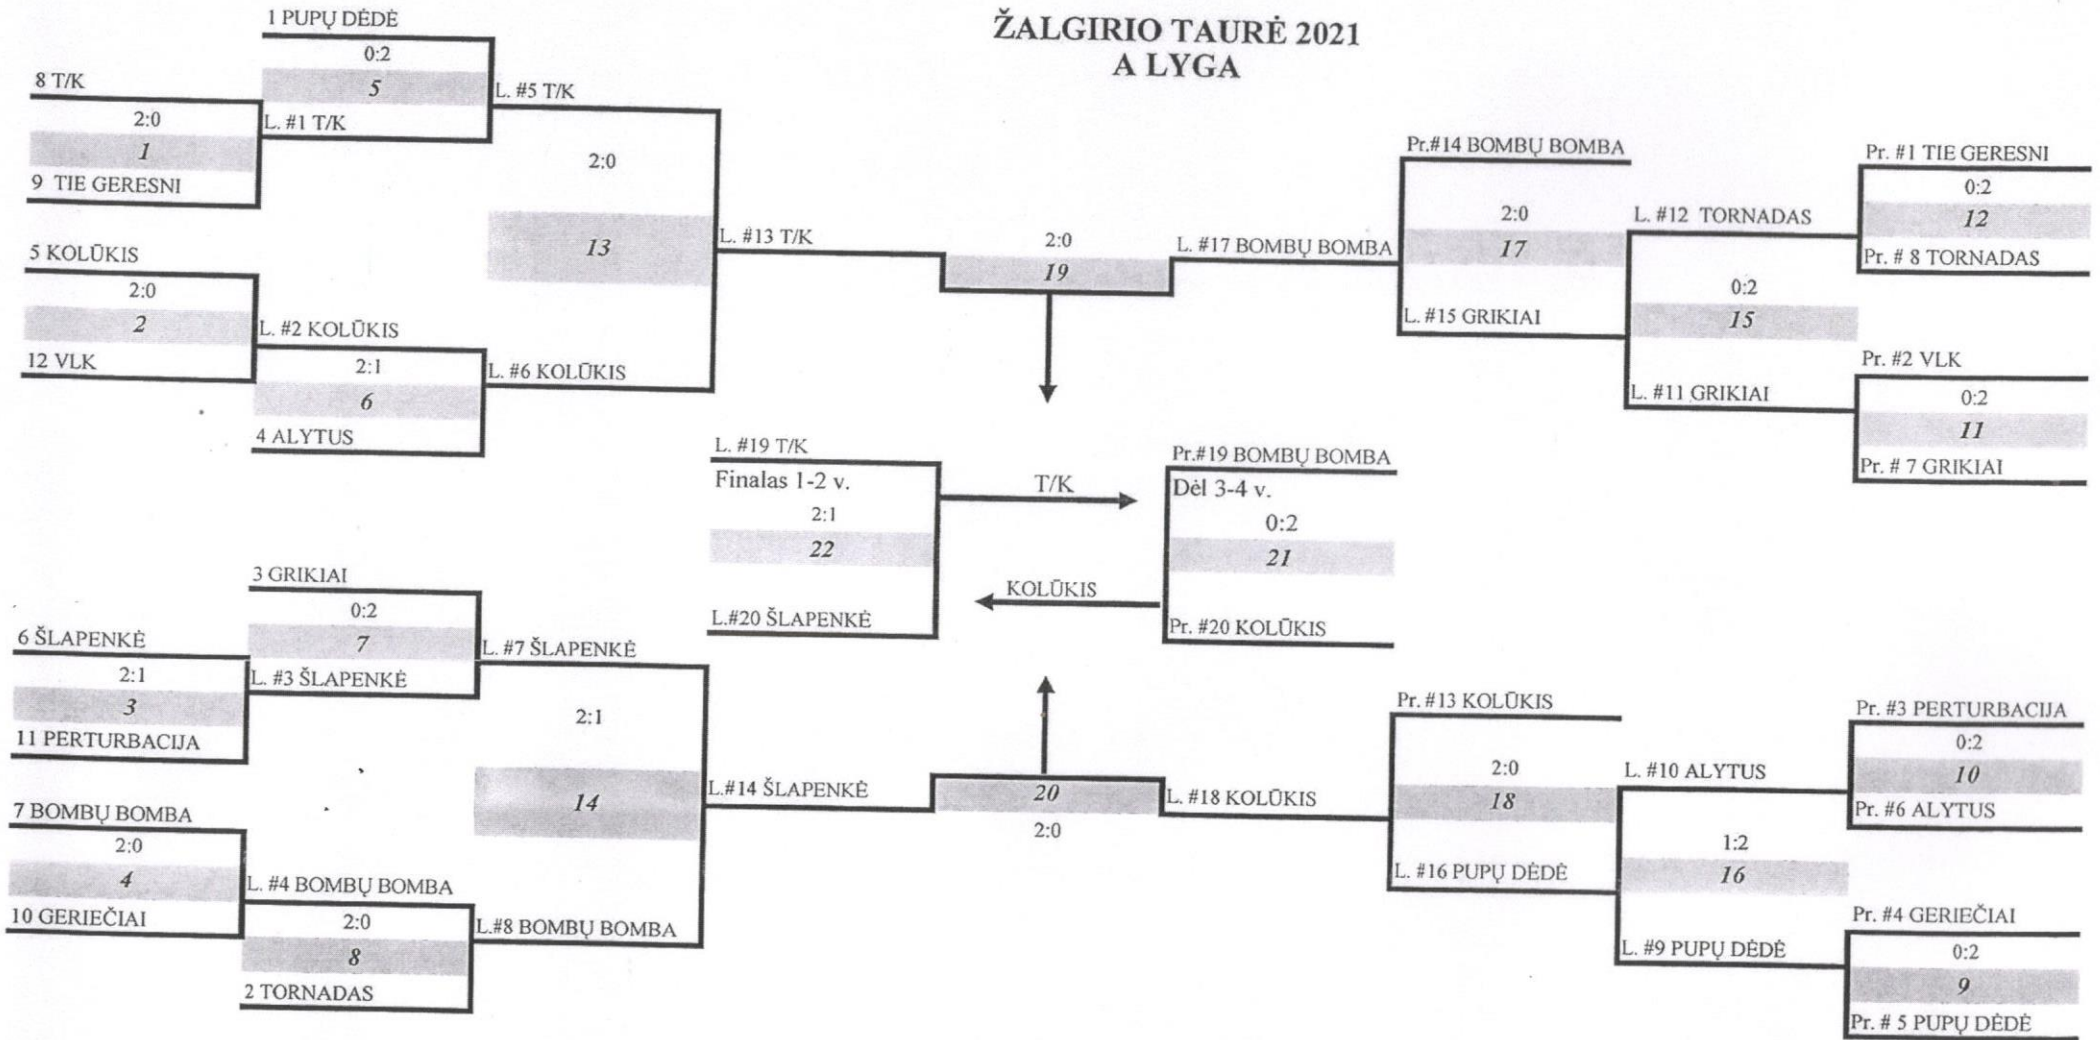 ŽALGIRIO TAURĖ 2021
A LYGA
1 PUPŲ DĖDĖ
0:2
5
8 T/K
L. #5 T/K
2:0
L. #1 T/K
1
9 TIE GERESNI
2:0
13
5 KOLŪKIS
2:0
2
L. #2 KOLŪKIS
12 VLK
2:1
L. #6 KOLŪKIS
6
4 ALYTUS
L. #13 T/K
2:0
19
L. #17 BOMBŲ BOMBA
Pr.#14 BOMBŲ BOMBA
2:0
17
L. #15 GRIKIAI
L. #12 TORNADAS
0:2
15
L. #11 GRIKIAI
Pr. #1 TIE GERESNI
0:2
12
Pr. # 8 TORNADAS
Pr. #2 VLK
0:2
11
Pr. # 7 GRIKIAI
L. #19 T/K
Finalas 1-2 v.
2:1
22
L.#20 ŠLAPENKĖ
T/K
KOLŪKIS
Pr.#19 BOMBŲ BOMBA
Dėl 3-4 v.
0:2
21
Pr. #20 KOLŪKIS
3 GRIKIAI
0:2
7
6 ŠLAPENKĖ
L. #7 ŠLAPENKĖ
2:1
L. #3 ŠLAPENKĖ
3
11 PERTURBACIJA
2:1
14
7 BOMBŲ BOMBA
2:0
4
L. #4 BOMBŲ BOMBA
10 GERIEČIAI
2:0
L.#8 BOMBŲ BOMBA
8
2 TORNADAS
L.#14 ŠLAPENKĖ
20
2:0
L. #18 KOLŪKIS
Pr. #13 KOLŪKIS
2:0
18
L. #16 PUPŲ DĖDĖ
L. #10 ALYTUS
1:2
16
L. #9 PUPŲ DĖDĖ
Pr. #3 PERTURBACIJA
0:2
10
Pr. #6 ALYTUS
Pr. #4 GERIEČIAI
0:2
9
Pr. # 5 PUPŲ DĖDĖ